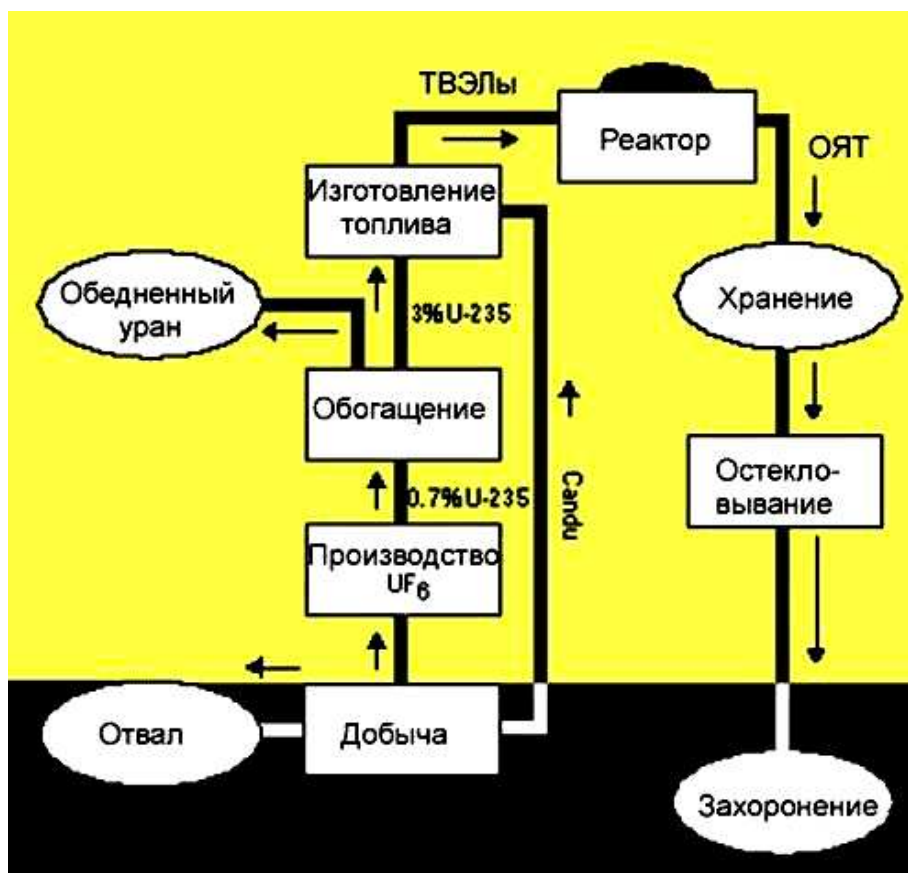 ТВЭЛы
Реактор
ОЯТ
Изготовление
топлива
Обедненный
уран
3%U-235
Хранение
Обогащение
Candu
Остекло-
вывание
0.7%U-235
Производство
UF6
Отвал
Добыча
Захоронение